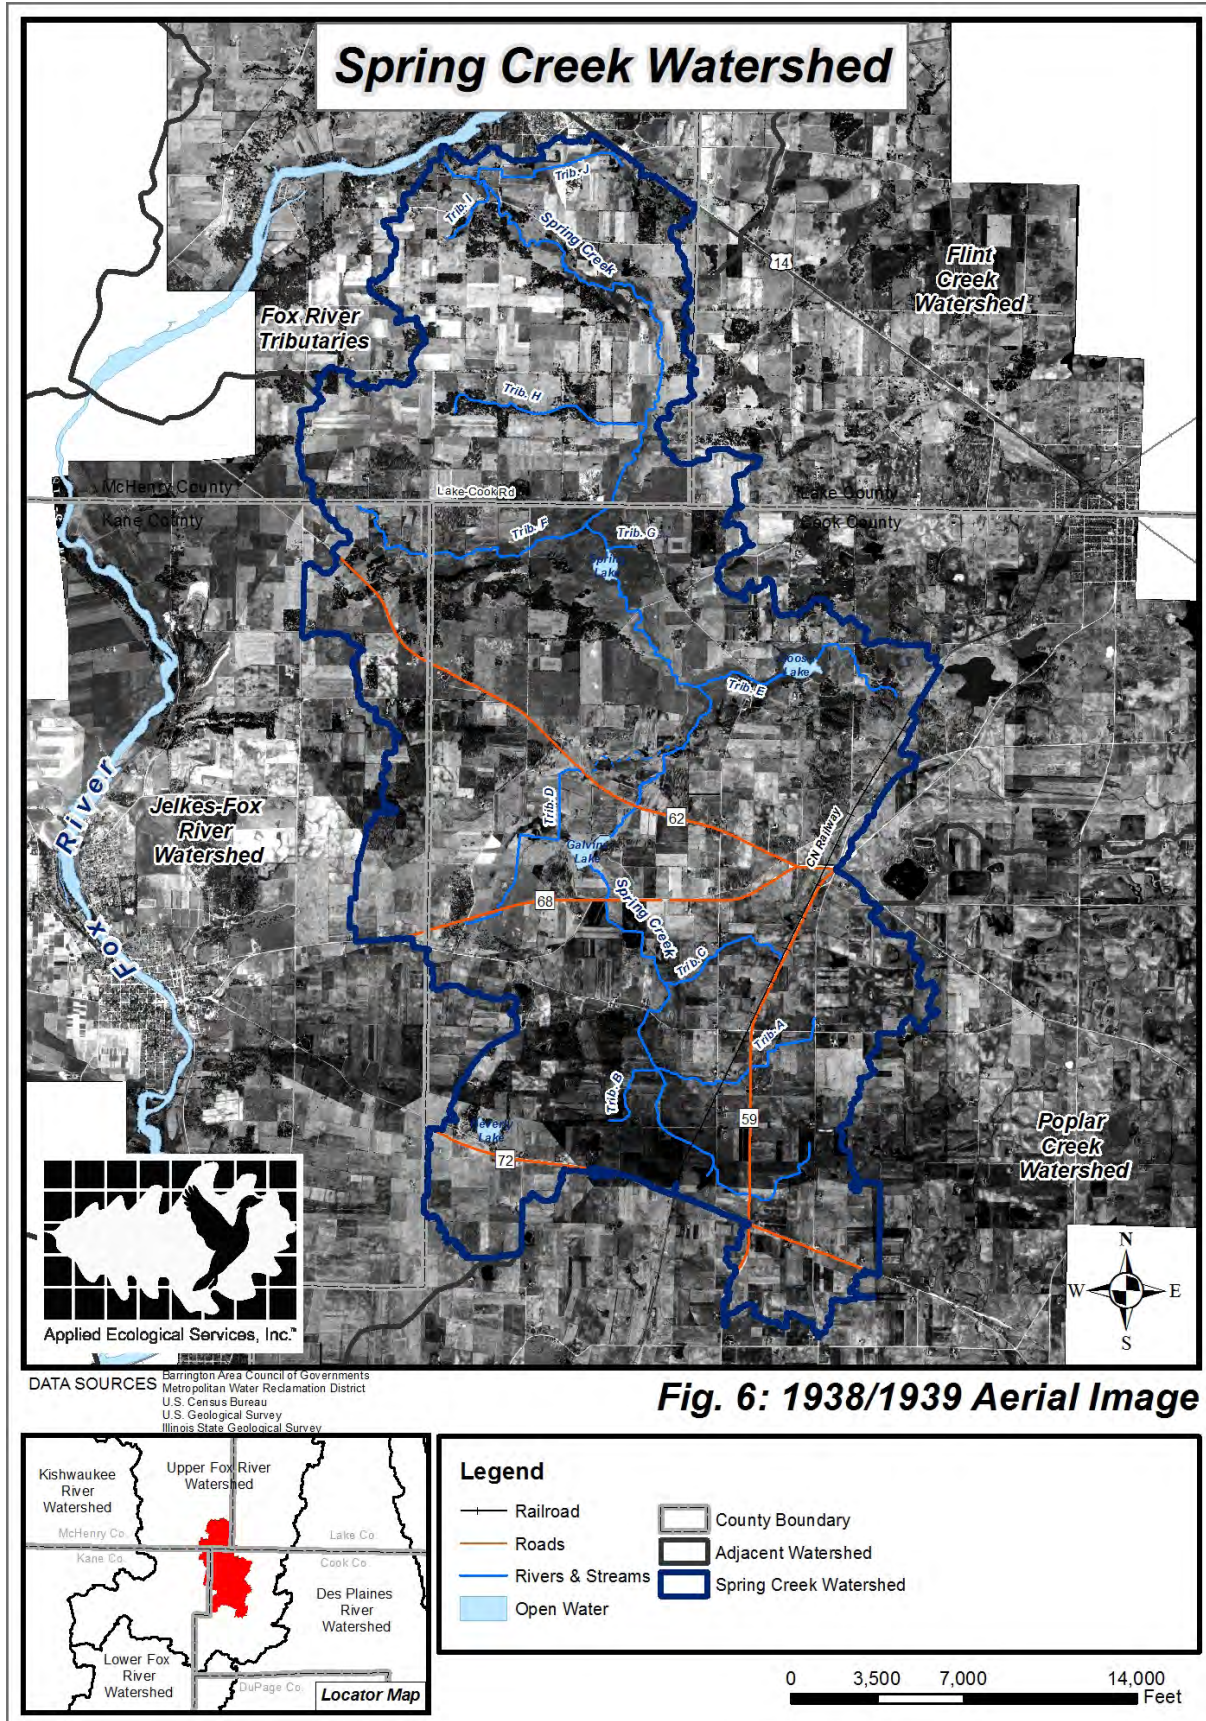 Spring Creek Watershed
Trib. J
Trib. I
Spring Creek
14
Flint
Creek
Watershed
Fox River
Tributaries
Trib. H
McHenry County
Lake-Cook Rd
Lake County
Kane County
Cook County
Trib. F
Trib. G
Spring
Lake
Goose
Lake
Trib. E
Fox River
Jelkes-Fox
River
Watershed
Trib. D
62
CN Railway
Galvin
Lake
68
Spring Creek
Trib. C
Trib. A
Trib. B
59
Beverly
Lake
72
Poplar
Creek
Watershed
N
W
E
S
Applied Ecological Services, Inc.™
DATA SOURCES
Barrington Area Council of Governments
Metropolitan Water Reclamation District
U.S. Census Bureau
U.S. Geological Survey
Illinois State Geological Survey
Fig. 6: 1938/1939 Aerial Image
Kishwaukee
River
Watershed
Upper Fox River
Watershed
McHenry Co.
Lake Co
Kane Co.
Cook Co.
Des Plaines
River
Watershed
Lower Fox
River
Watershed
DuPage Co.
Locator Map
Legend
Railroad
Roads
Rivers & Streams
Open Water
County Boundary
Adjacent Watershed
Spring Creek Watershed
0 3,500 7,000 14,000
Feet